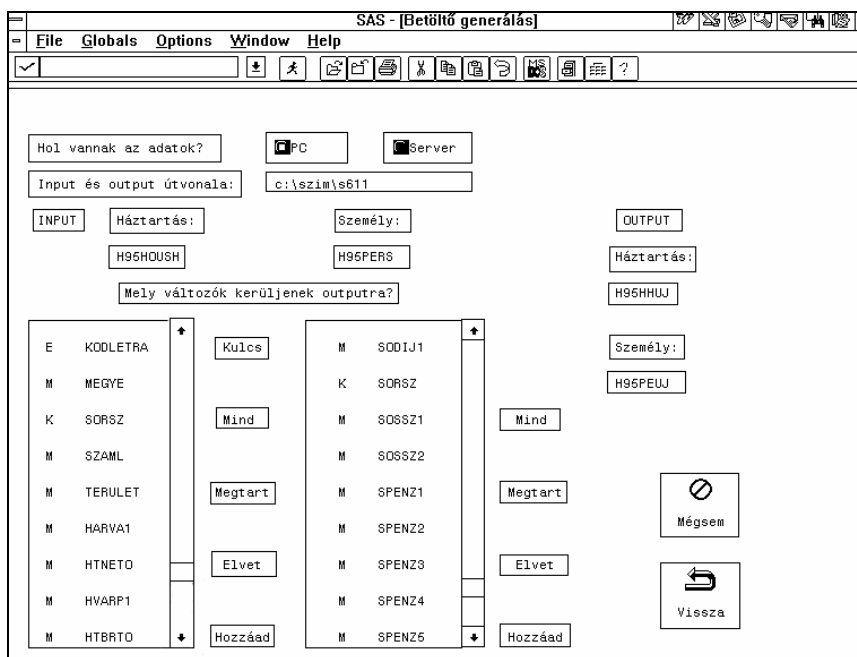 SAS - [Betöltő generálás]
File Globals Options Window Help
MS DOS ?
Hol vannak az adatok? PC Server
Input és output útvonala: c:\szim\s611
INPUT Háztartás: Személy: OUTPUT
H95HOUSH H95PERS Háztartás:
Mely változók kerüljenek outputra? H95HHUJ
E KODLETRA Kulcs M SODIJ1 Személy:
M MEGYE K SORSZ H95PEUJ
K SORSZ Mind M SOSSZ1 Mind
M SZAML M SOSSZ2
M TERULET Megtart M SPENZ1 Megtart
M HARVA1 M SPENZ2 Mégsem
M HTNETO Elvet M SPENZ3 Elvet
M HVARP1 M SPENZ4 Vissza
M HTBRTO Hozzáad M SPENZ5 Hozzáad